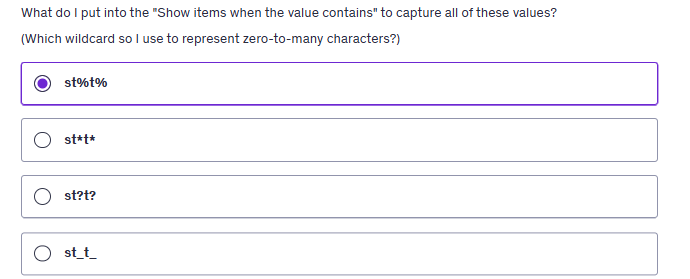 What do I put into the "Show items when the value contains" to capture all of these values?
(Which wildcard so I use to represent zero-to-many characters?)
st%t%
st*t*
st?t?
st_t_